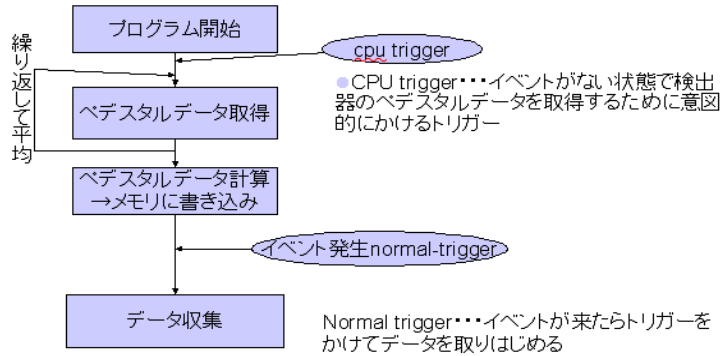 プログラム開始
cpu trigger
繰り返して平均
●CPU trigger・・・イベントがない状態で検出
器のペデスタルデータを取得するために意図
的にかけるトリガー
ペデスタルデータ取得
ペデスタルデータ計算
→メモリに書き込み
イベント発生normal-trigger
データ収集
Normal trigger・・・イベントが来たらトリガーを
かけてデータを取りはじめる